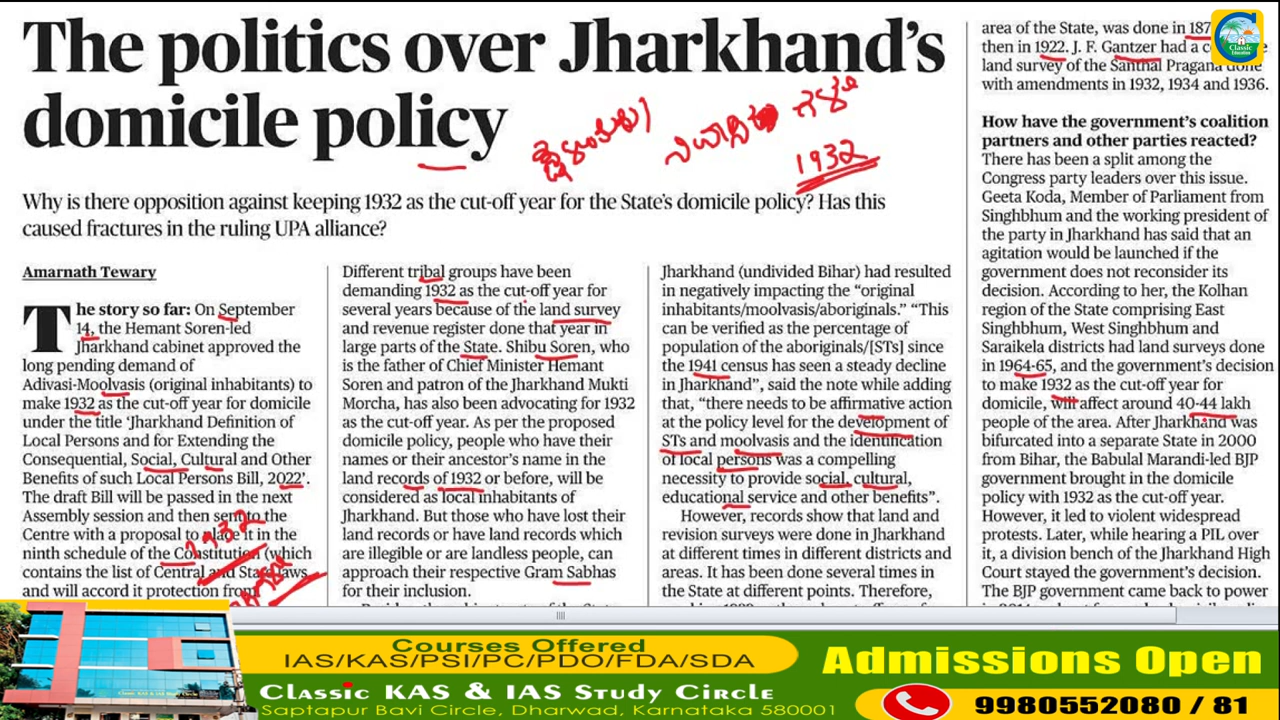 The politics over Jharkhand's
domicile policy
1932
Why is there opposition against keeping 1932 as the cut-off year for the State's domicile policy? Has this
caused fractures in the ruling UPA alliance?
Amarnath Tewary
The story so far: On September
14, the Hemant Soren-led
Jharkhand cabinet approved the
long pending demand of
Adivasi-Moolvasis (original inhabitants) to
make 1932 as the cut-off year for domicile
under the title 'Jharkhand Definition of
Local Persons and for Extending the
Consequential, Social, Cultural and Other
Benefits of such Local Persons Bill, 2022'.
The draft Bill will be passed in the next
Assembly session and then sent to the
Centre with a proposal to place it in the
ninth schedule of the Constitution (which
contains the list of Central and State laws
and will accord it protection from
1932
Different tribal groups have been
demanding 1932 as the cut-off year for
several years because of the land survey
and revenue register done that year in
large parts of the State. Shibu Soren, who
is the father of Chief Minister Hemant
Soren and patron of the Jharkhand Mukti
Morcha, has also been advocating for 1932
as the cut-off year. As per the proposed
domicile policy, people who have their
names or their ancestor's name in the
land records of 1932 or before, will be
considered as local inhabitants of
Jharkhand. But those who have lost their
land records or have land records which
are illegible or are landless people, can
approach their respective Gram Sabhas
for their inclusion.
Jharkhand (undivided Bihar) had resulted
in negatively impacting the "original
inhabitants/moolvasis/aboriginals." "This
can be verified as the percentage of
population of the aboriginals/[STs] since
the 1941 census has seen a steady decline
in Jharkhand", said the note while adding
that, "there needs to be affirmative action
at the policy level for the development of
STs and moolvasis and the identification
of local persons was a compelling
necessity to provide social, cultural,
educational service and other benefits".
However, records show that land and
revision surveys were done in Jharkhand
at different times in different districts and
areas. It has been done several times in
the State at different points. Therefore,
area of the State, was done in 187
then in 1922. J. F. Gantzer had a
land survey of the Santhal Pragana done
with amendments in 1932, 1934 and 1936.
How have the government's coalition
partners and other parties reacted?
There has been a split among the
Congress party leaders over this issue.
Geeta Koda, Member of Parliament from
Singhbhum and the working president of
the party in Jharkhand has said that an
agitation would be launched if the
government does not reconsider its
decision. According to her, the Kolhan
region of the State comprising East
Singhbhum, West Singhbhum and
Saraikela districts had land surveys done
in 1964-65, and the government's decision
to make 1932 as the cut-off year for
domicile, will affect around 40-44 lakh
people of the area. After Jharkhand was
bifurcated into a separate State in 2000
from Bihar, the Babulal Marandi-led BJP
government brought in the domicile
policy with 1932 as the cut-off year.
However, it led to violent widespread
protests. Later, while hearing a PIL over
it, a division bench of the Jharkhand High
Court stayed the government's decision.
The BJP government came back to power
Classic
Education
Courses Offered
IAS/KAS/PSI/PC/PDO/FDA/SDA
Classic KAS & IAS Study Circle
Saptapur Bavi Circle, Dharwad, Karnataka 580001
Admissions Open
9980552080 / 81